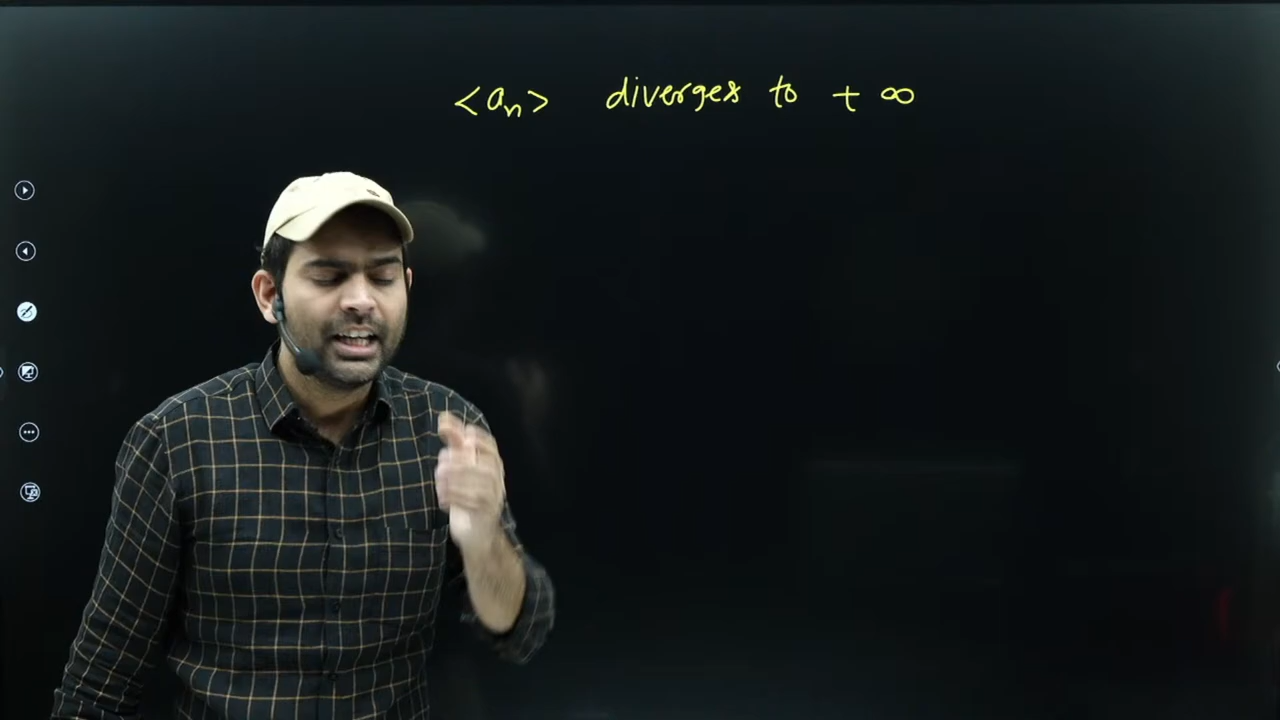 <aₙ> diverges to + ∞